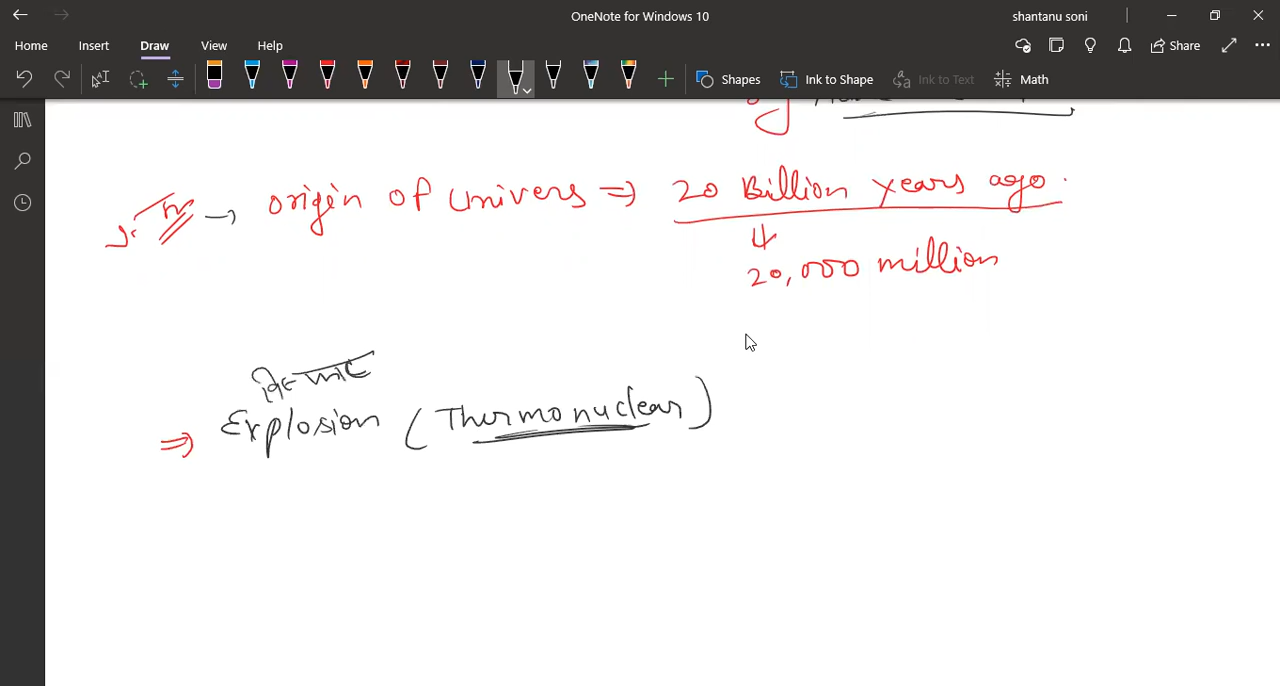 OneNote for Windows 10
shantanu soni
Home Insert Draw View Help
Share
Shapes Ink to Shape Ink to Text Math
of
→ origin of Univers ⇒ 20 Billion years ago.
20,000 million
⇒ Explosion (Thermonuclear)